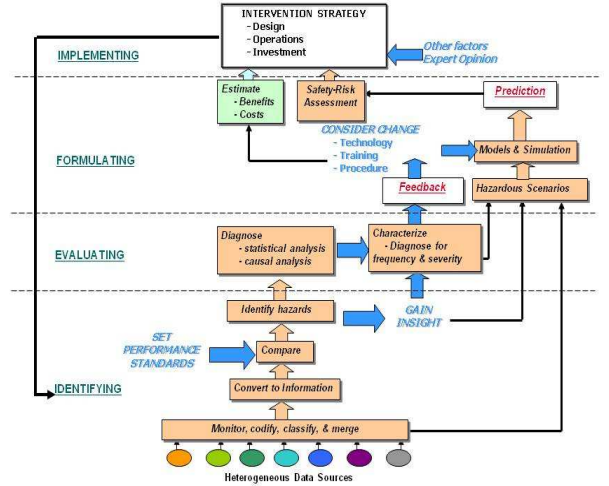 INTERVENTION STRATEGY
- Design
- Operations
- Investment
IMPLEMENTING
Other factors
Expert Opinion
Estimate
- Benefits
- Costs
Safety-Risk
Assessment
Prediction
CONSIDER CHANGE
- Technology
- Training
- Procedure
Models & Simulation
FORMULATING
Feedback
Hazardous Scenarios
Diagnose
- statistical analysis
- causal analysis
Characterize
- Diagnose for
frequency & severity
EVALUATING
Identify hazards
GAIN
INSIGHT
SET
PERFORMANCE
STANDARDS
Compare
IDENTIFYING
Convert to Information
Monitor, codify, classify, & merge
Heterogeneous Data Sources